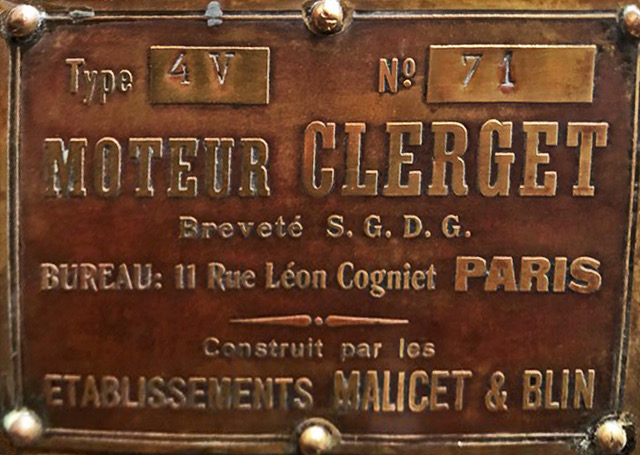 Type 4 V Nº 71
MOTEUR CLERGET
Breveté S. G. D. G.
BUREAU: 11 Rue Léon Cogniet PARIS
Construit par les
ETABLISSEMENTS MALICET & BLIN